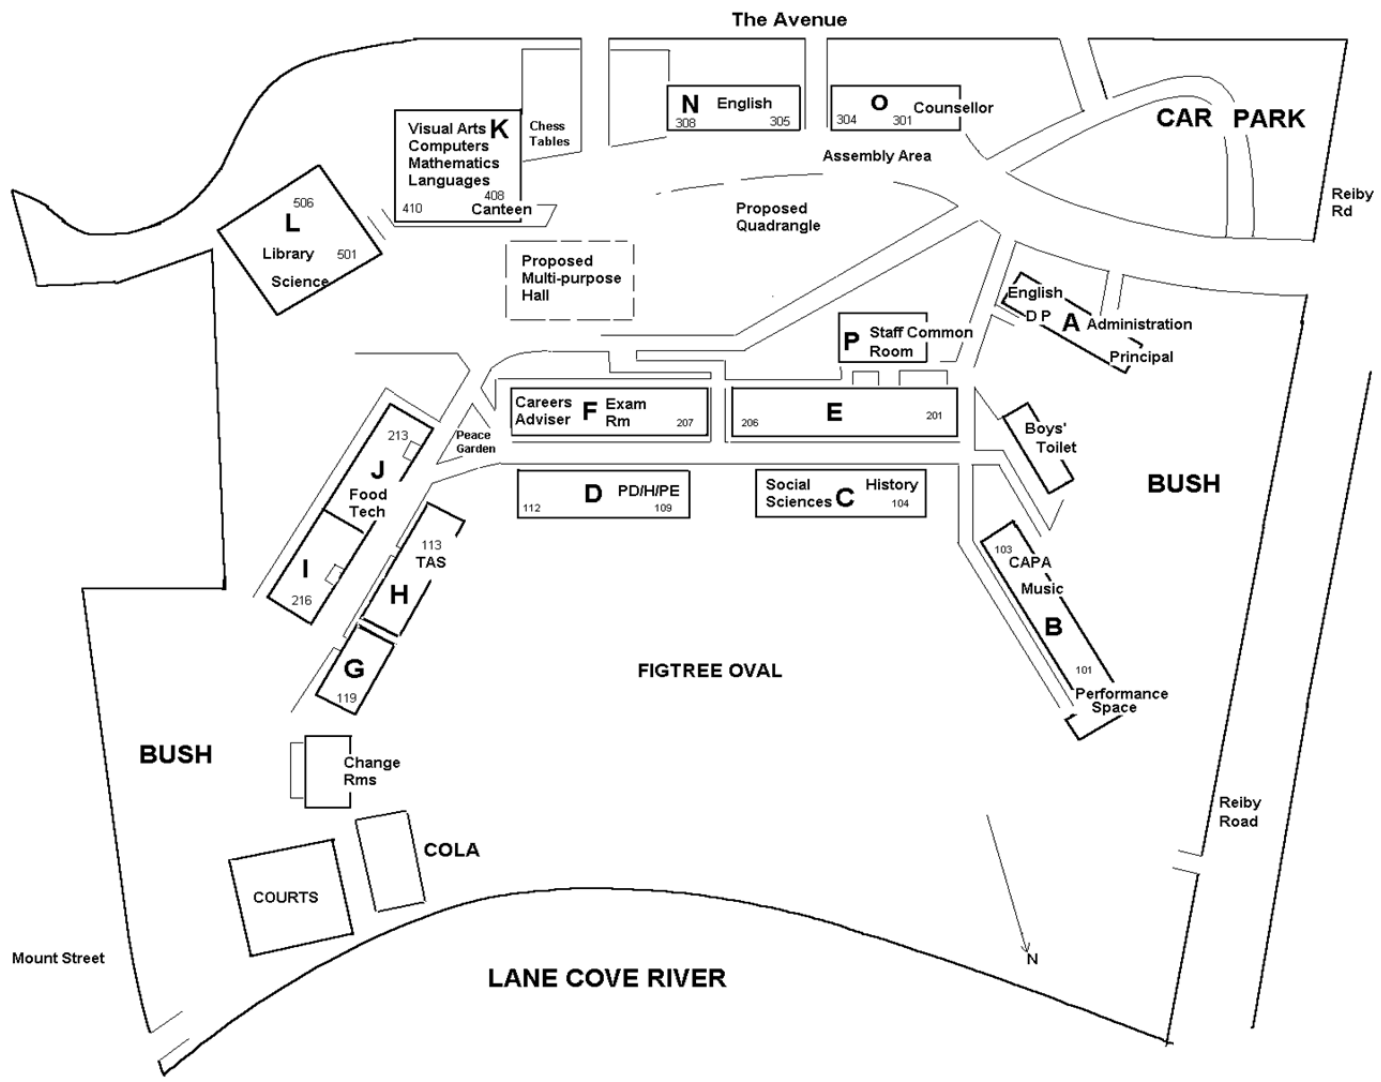 The Avenue
N English
308 305
O Counsellor
304 301
CAR PARK
Visual Arts K
Computers
Mathematics
Languages
408
410
Canteen
Chess
Tables
Assembly Area
Reiby
Rd
506
L
Library 501
Science
Proposed
Quadrangle
Proposed
Multi-purpose
Hall
English
D P A Administration
Principal
P Staff Common
Room
Careers
Adviser F Exam
Rm
207
E
206 201
Boys'
Toilet
Peace
Garden
213
J
Food
Tech
I
216
D PD/H/PE
112 109
Social
Sciences C History
104
BUSH
113
TAS
H
G
119
103 CAPA
Music
B
101
Performance
Space
FIGTREE OVAL
BUSH
Change
Rms
COLA
COURTS
Reiby
Road
N
Mount Street
LANE COVE RIVER